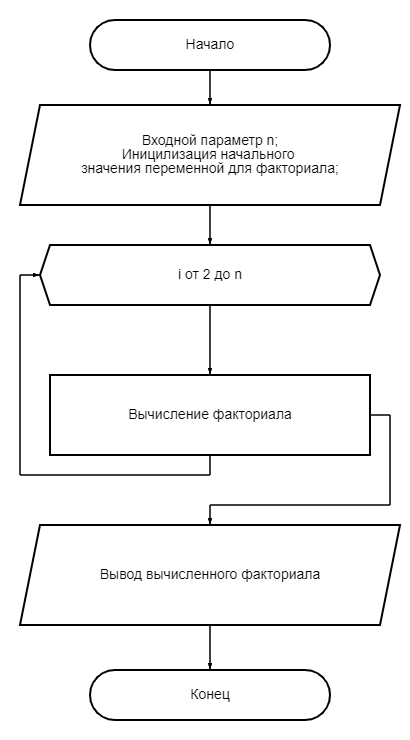 Начало
Входной параметр n;
Иницилизация начального
значения переменной для факториала;
i от 2 до n
Вычисление факториала
Вывод вычисленного факториала
Конец